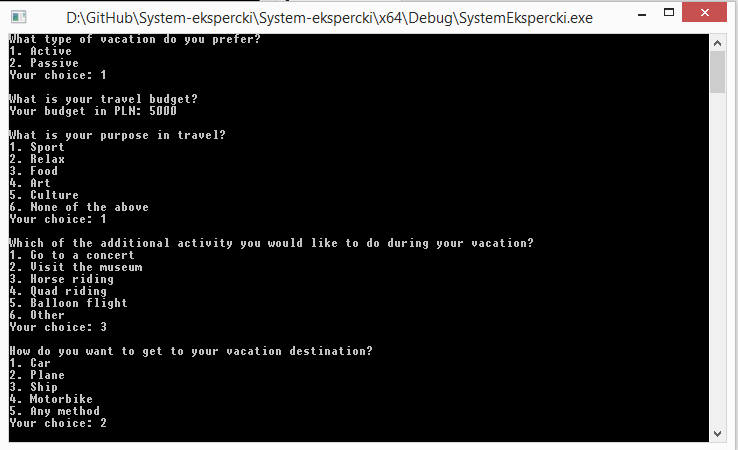 D:\GitHub\System-ekspercki\System-ekspercki\x64\Debug\SystemEkspercki.exe
What type of vacation do you prefer?
1. Active
2. Passive
Your choice: 1
What is your travel budget?
Your budget in PLN: 5000
What is your purpose in travel?
1. Sport
2. Relax
3. Food
4. Art
5. Culture
6. None of the above
Your choice: 1
Which of the additional activity you would like to do during your vacation?
1. Go to a concert
2. Visit the museum
3. Horse riding
4. Quad riding
5. Balloon flight
6. Other
Your choice: 3
How do you want to get to your vacation destination?
1. Car
2. Plane
3. Ship
4. Motorbike
5. Any method
Your choice: 2